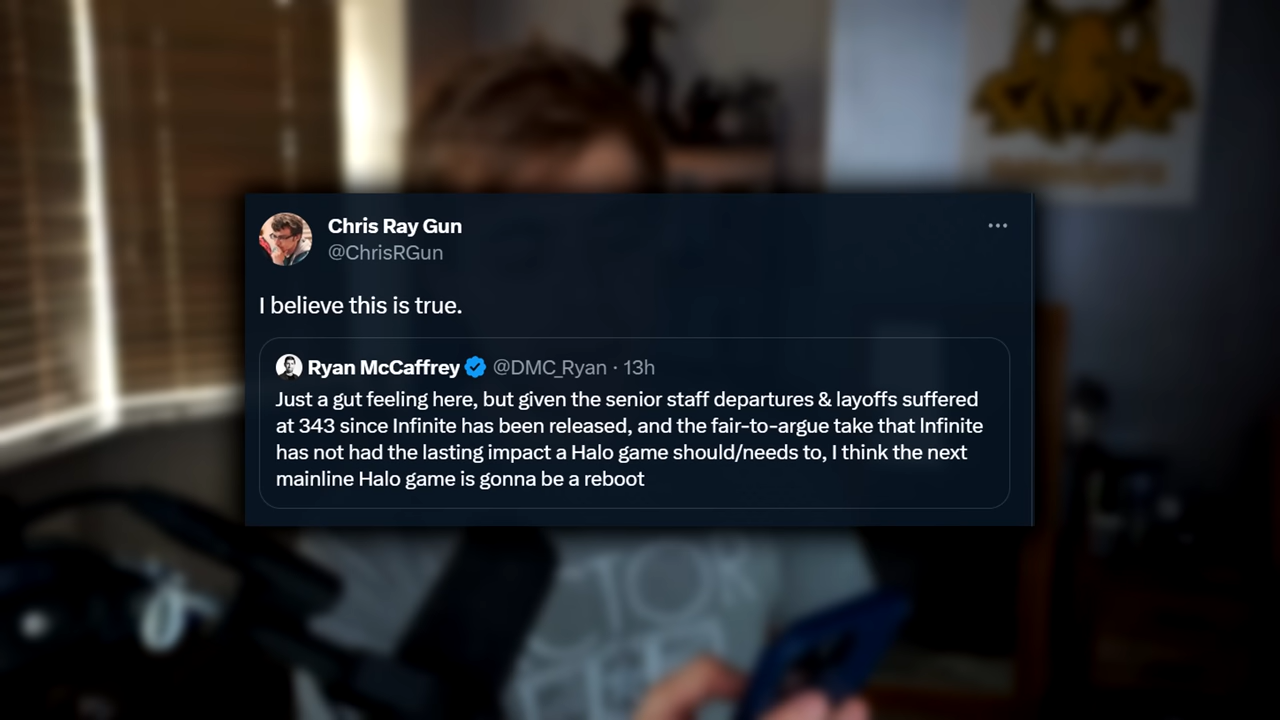 Chris Ray Gun
@ChrisRGun
I believe this is true.
Ryan McCaffrey @DMC_Ryan · 13h
Just a gut feeling here, but given the senior staff departures & layoffs suffered
at 343 since Infinite has been released, and the fair-to-argue take that Infinite
has not had the lasting impact a Halo game should/needs to, I think the next
mainline Halo game is gonna be a reboot